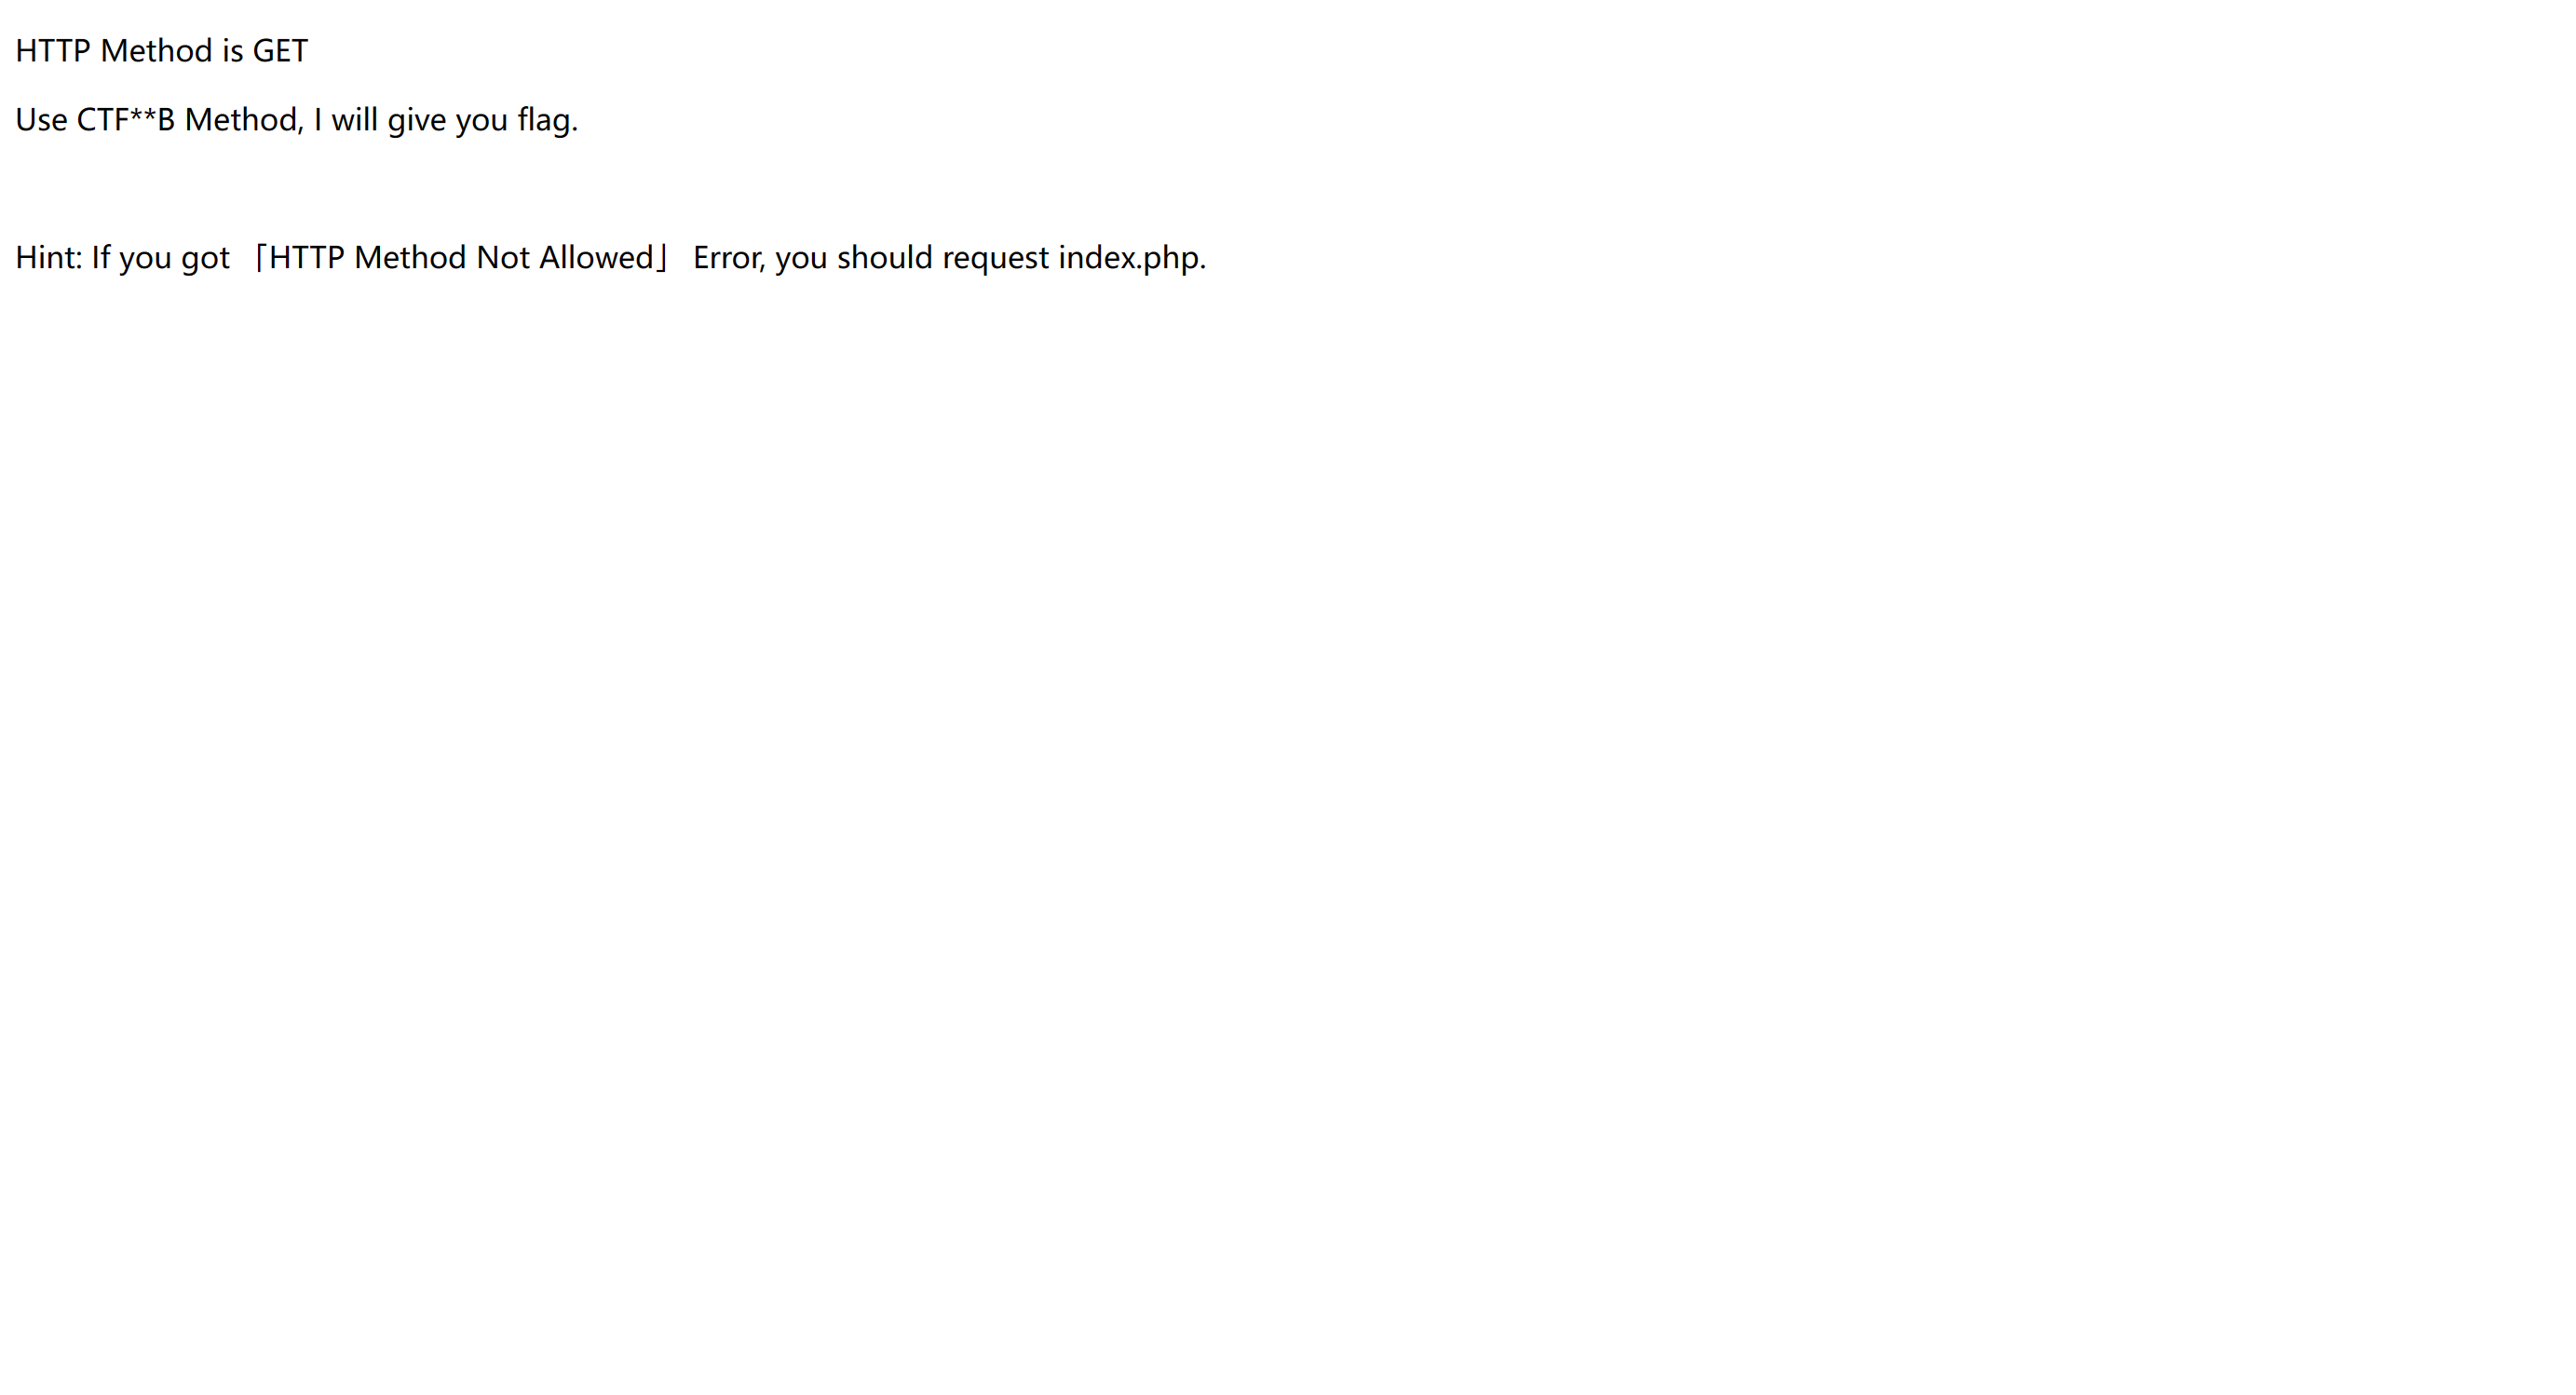 HTTP Method is GET
Use CTF**B Method, I will give you flag.
Hint: If you got ｢HTTP Method Not Allowed｣ Error, you should request index.php.